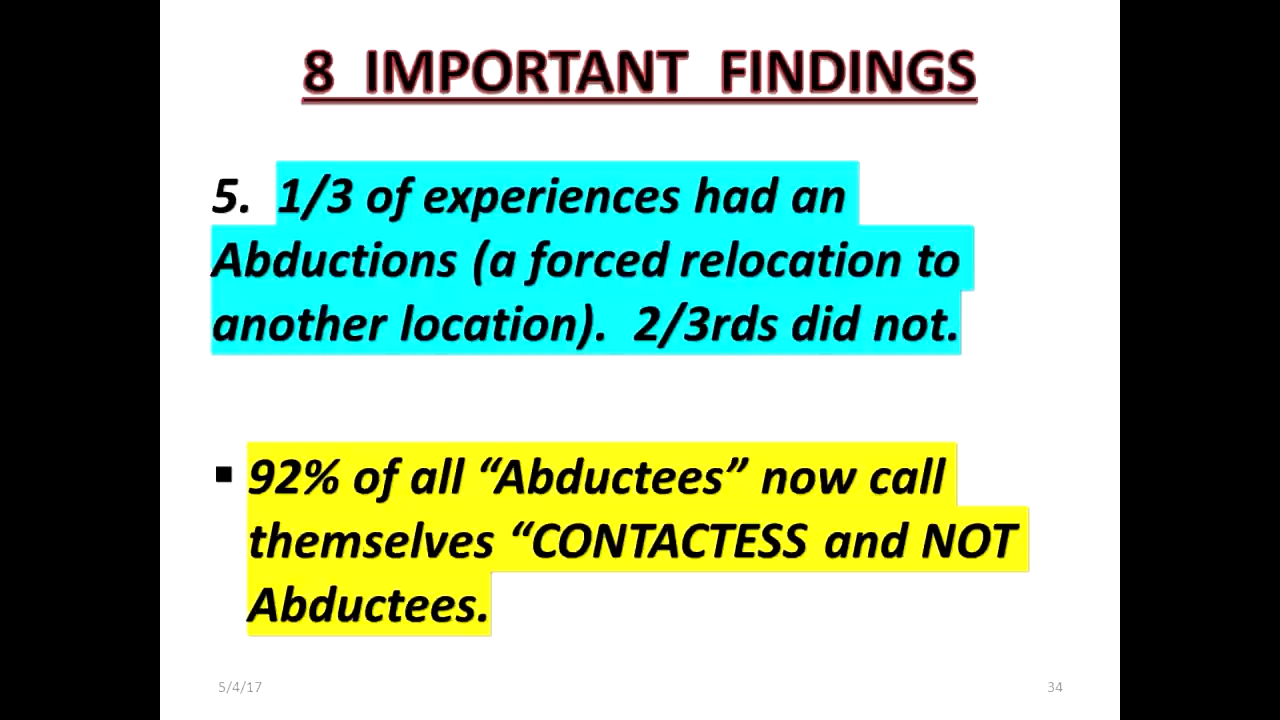 8 IMPORTANT FINDINGS
5. 1/3 of experiences had an
Abductions (a forced relocation to
another location). 2/3rds did not.
▪ 92% of all “Abductees” now call
themselves “CONTACTESS and NOT
Abductees.
5/4/17
34